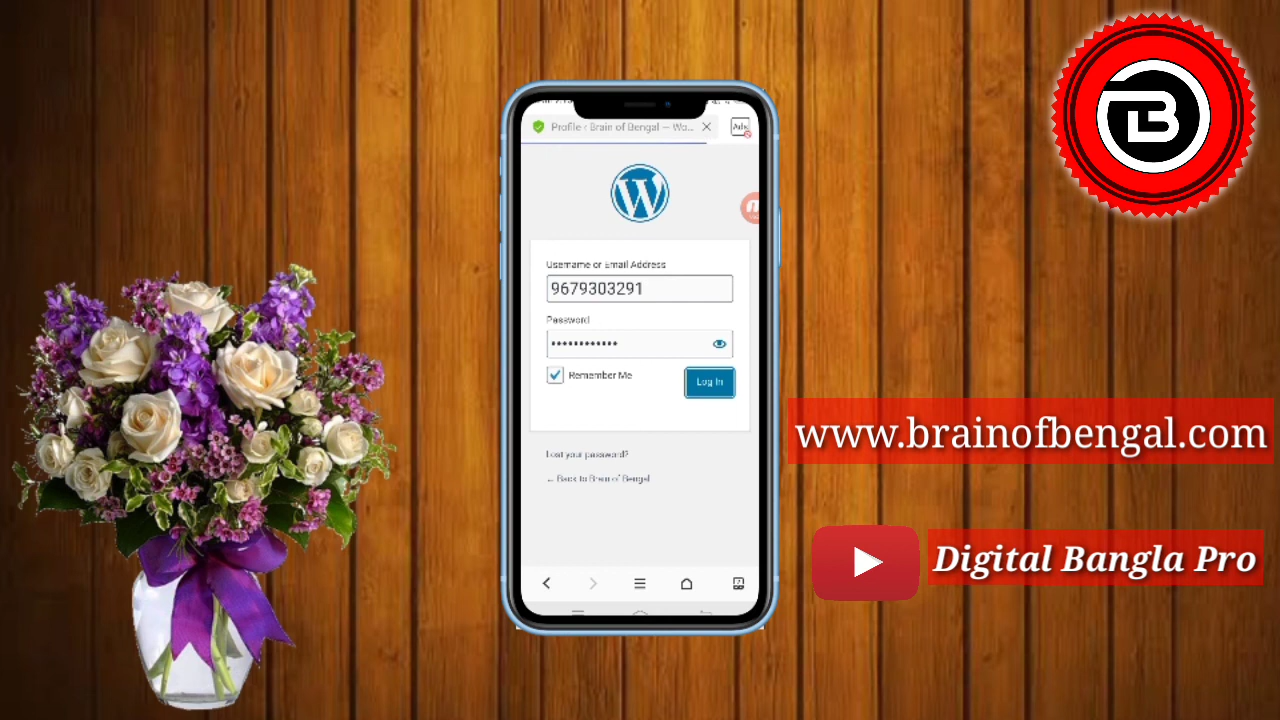 Profile ‹ Brain of Bengal — Wo...
Ads
Username or Email Address
9679303291
Password
••••••••••••
Remember Me
Log In
Lost your password?
← Back to Brain of Bengal
www.brainofbengal.com
Digital Bangla Pro